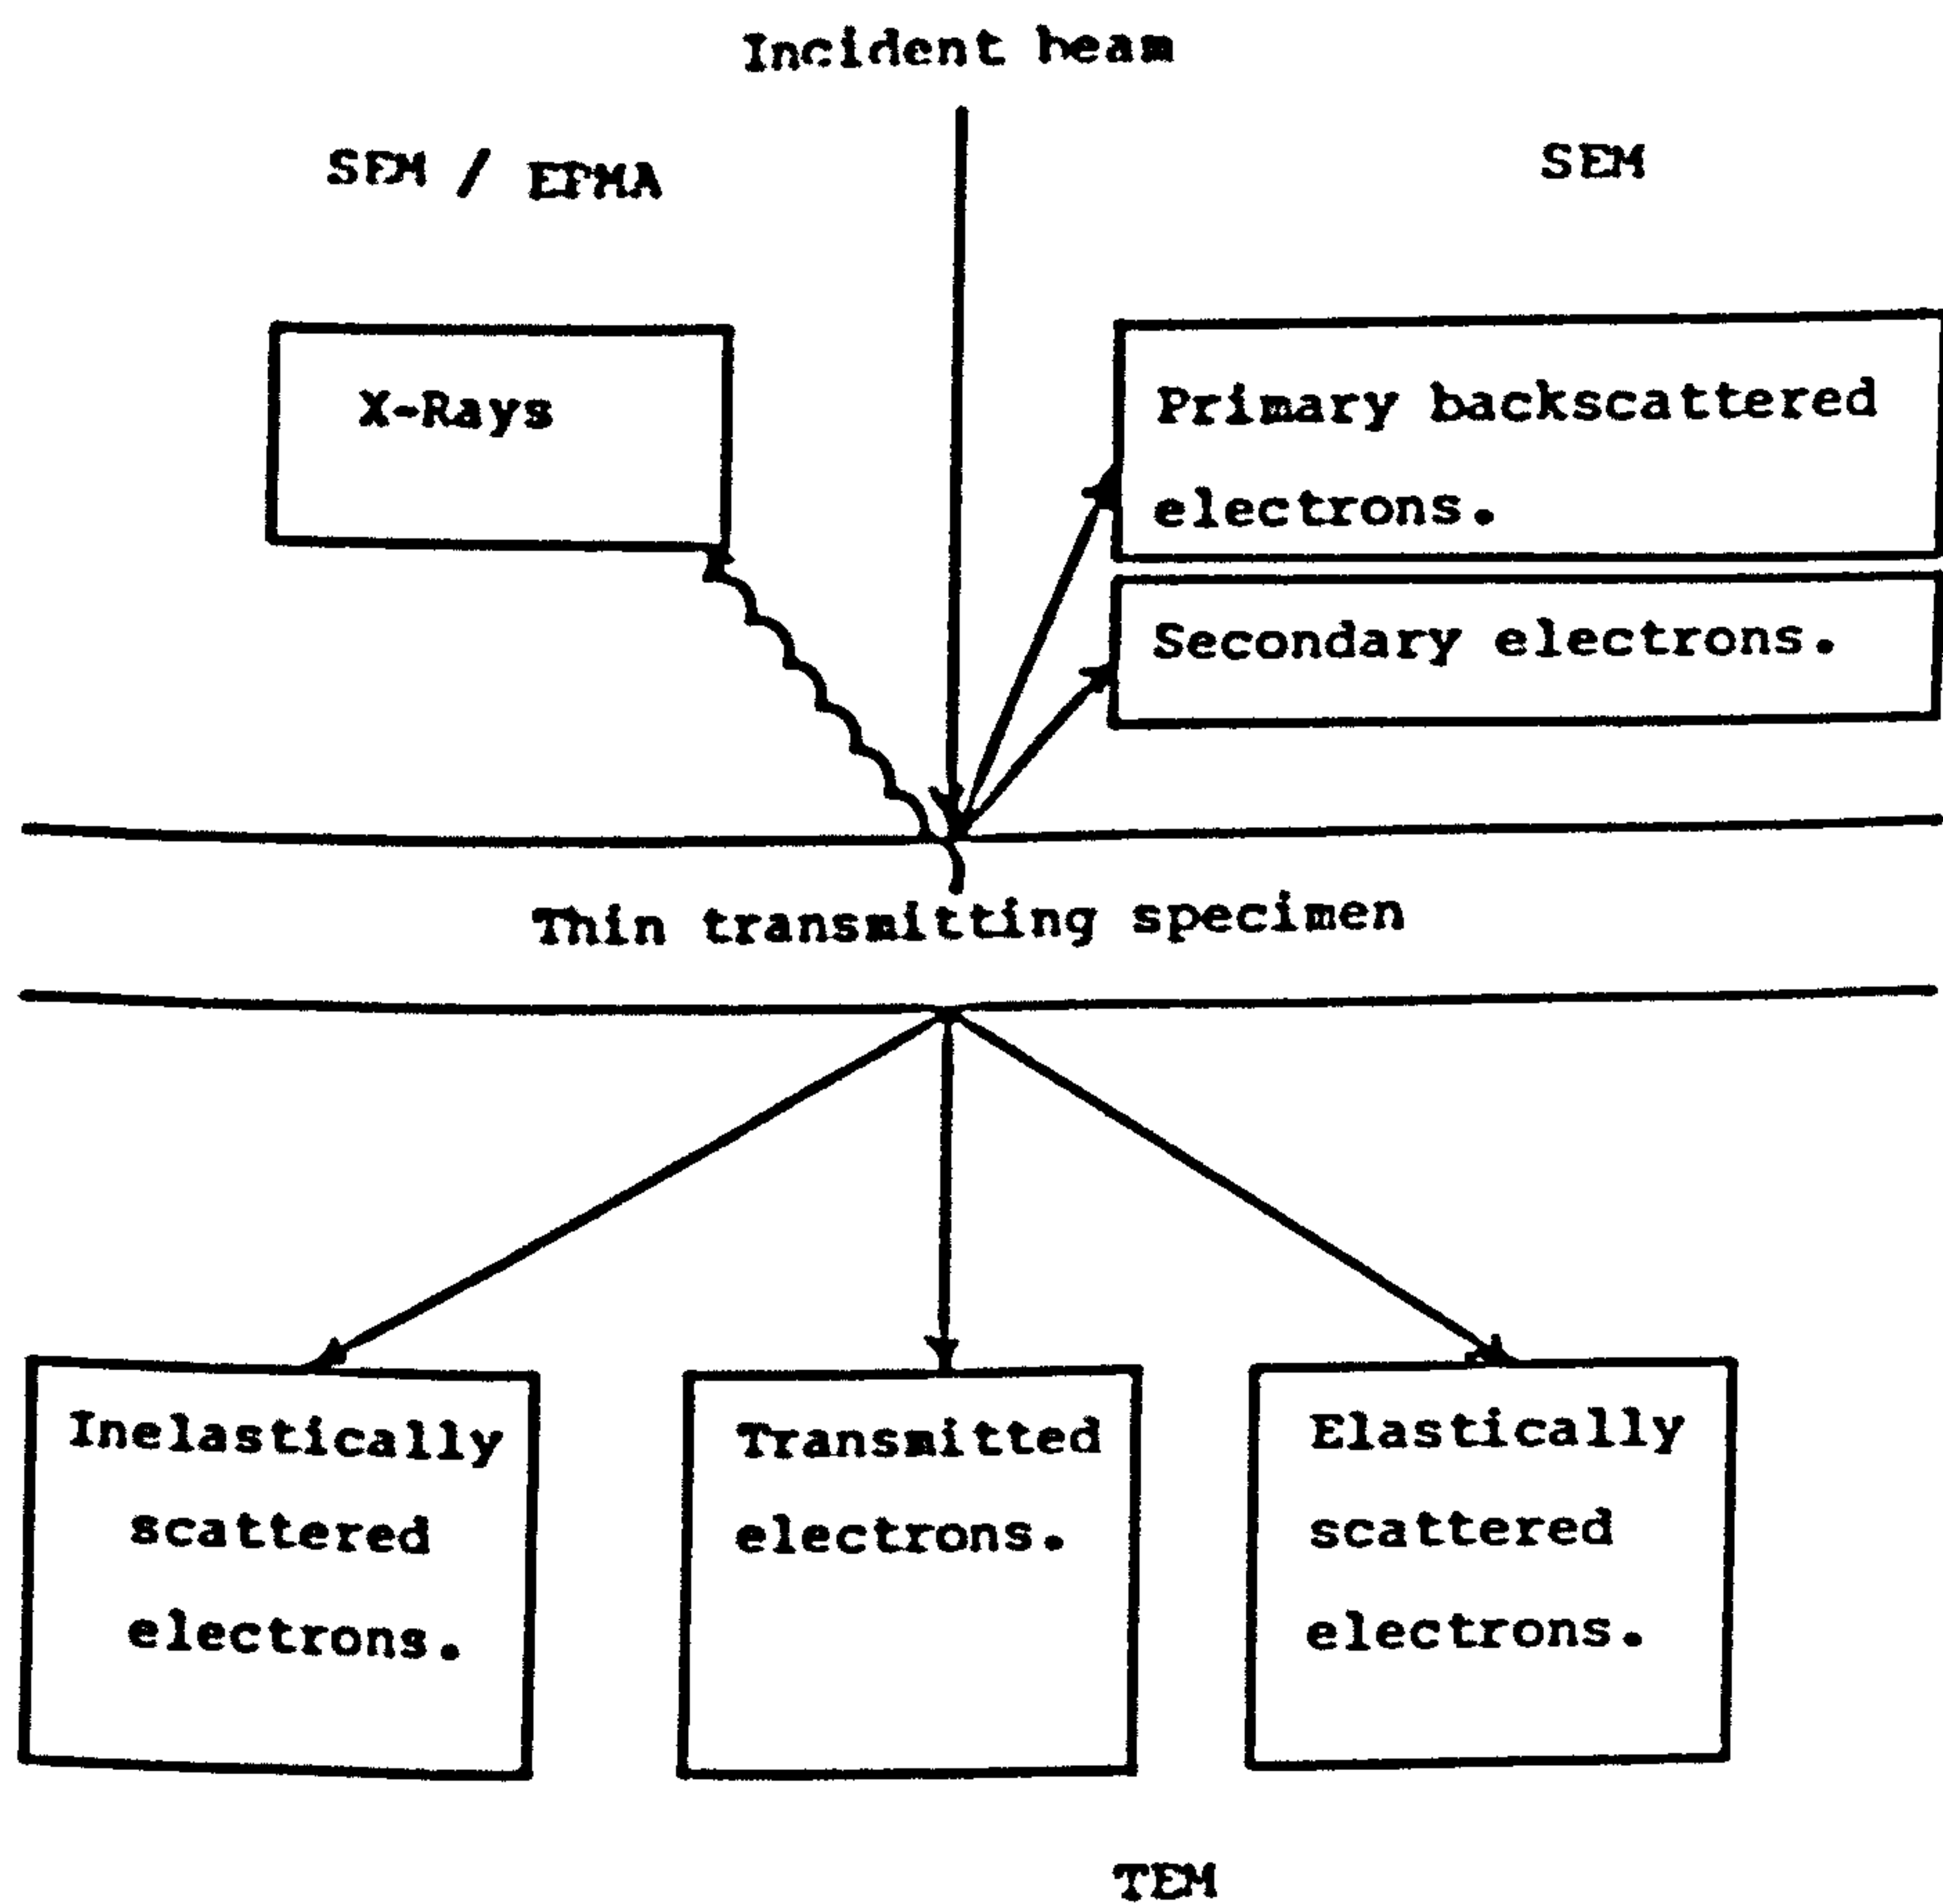 Incident beam
SEM / EPMA
SEM
X-Rays
Primary backscattered
electrons.
Secondary electrons.
Thin transmitting specimen
Inelastically
scattered
electrons.
Transmitted
electrons.
Elastically
scattered
electrons.
TEM